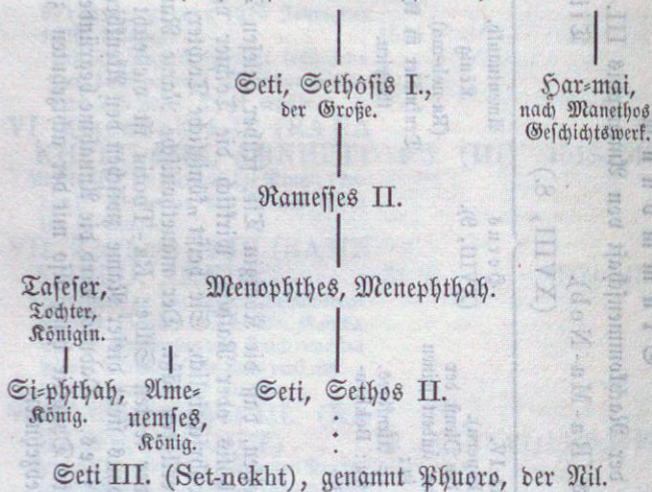 Seti, Sethôsis I.,
der Große.
Har-mai,
nach Manethos
Geschichtswerk.
Ramesses II.
Taseser,
Tochter,
Königin.
Menophthes, Menephthah.
Si-phthah,
König.
Ame-
nemses,
König.
Seti, Sethos II.
Seti III. (Set-nekht), genannt Phuoro, der Nil.